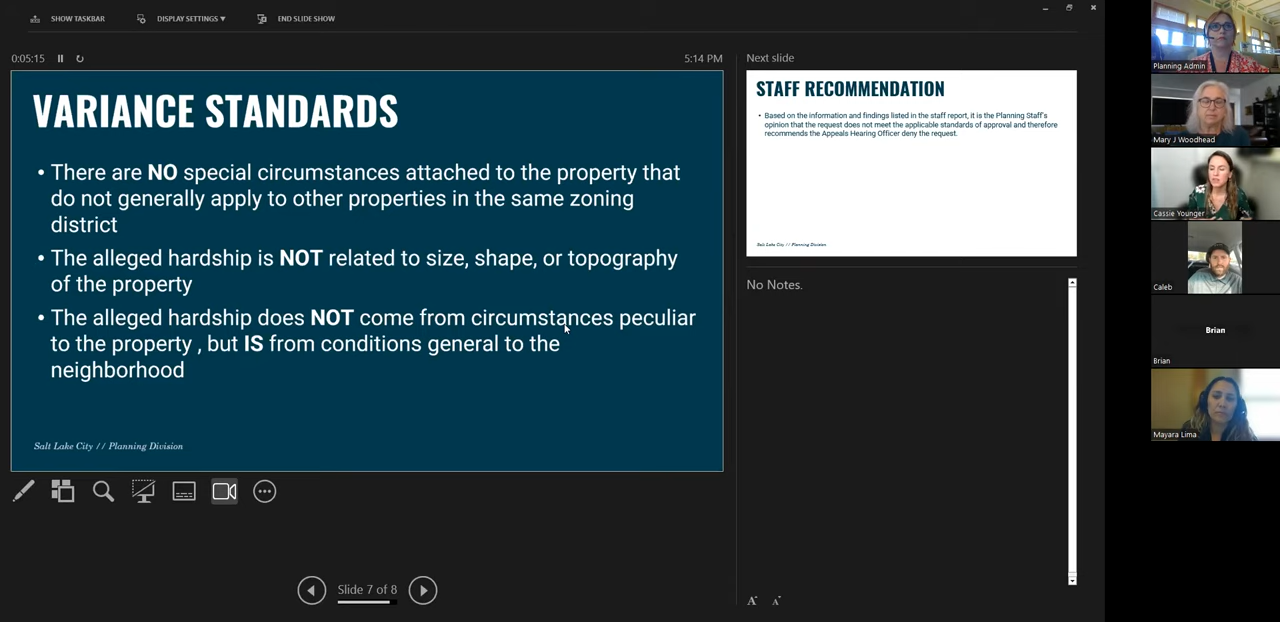 SHOW TASKBAR
DISPLAY SETTINGS ▾
END SLIDE SHOW
0:05:15
5:14 PM
VARIANCE STANDARDS
• There are NO special circumstances attached to the property that
do not generally apply to other properties in the same zoning
district
• The alleged hardship is NOT related to size, shape, or topography
of the property
• The alleged hardship does NOT come from circumstances peculiar
to the property , but IS from conditions general to the
neighborhood
Salt Lake City // Planning Division
Slide 7 of 8
Next slide
STAFF RECOMMENDATION
• Based on the information and findings listed in the staff report, it is the Planning Staff's
opinion that the request does not meet the applicable standards of approval and therefore
recommends the Appeals Hearing Officer deny the request.
Salt Lake City // Planning Division
No Notes.
A A
Planning Admin
Mary J Woodhead
Cassie Younger
Caleb
Brian
Brian
Mayara Lima